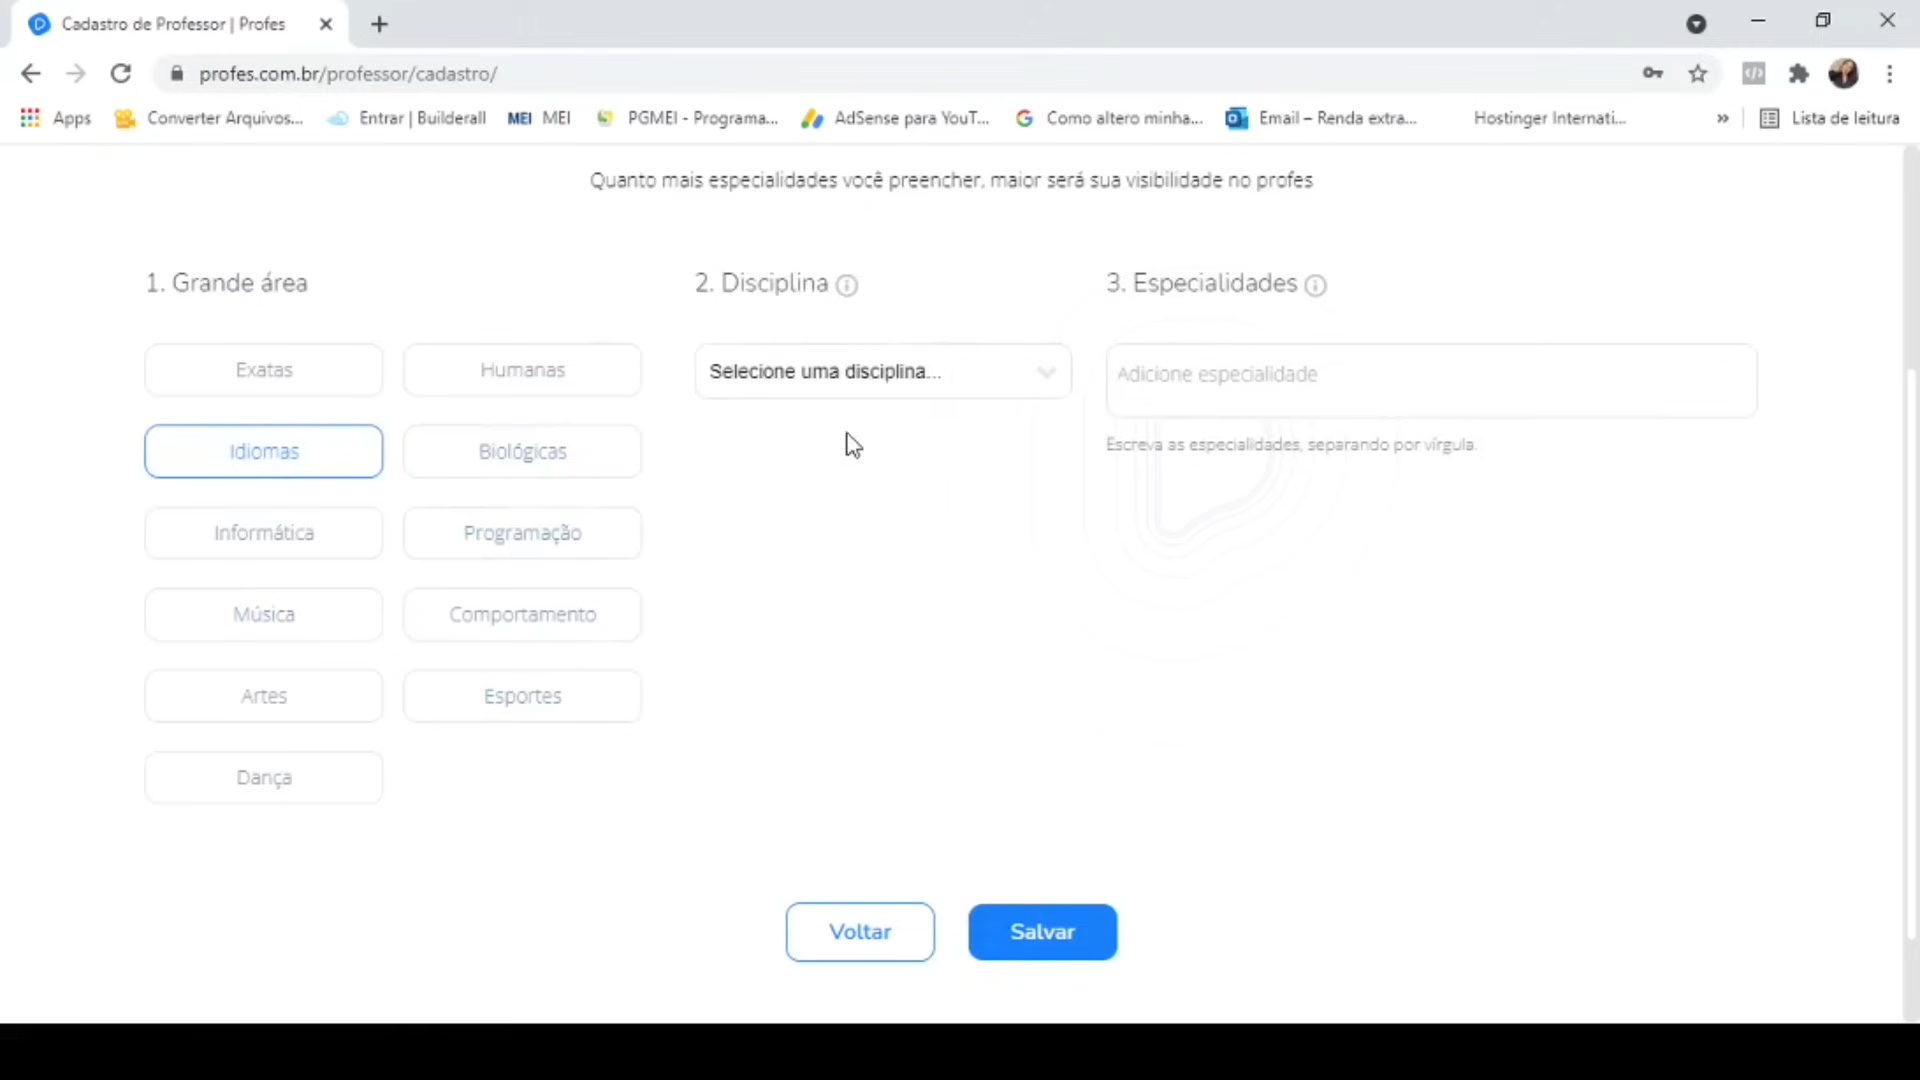 Cadastro de Professor | Profes
profes.com.br/professor/cadastro/
Apps Converter Arquivos... Entrar | Builderall MEI MEI PGMEI - Programa... AdSense para YouT... Como altero minha... Email – Renda extra... Hostinger Internati... » Lista de leitura
Quanto mais especialidades você preencher, maior será sua visibilidade no profes
1. Grande área
2. Disciplina
3. Especialidades
Exatas
Humanas
Selecione uma disciplina...
Adicione especialidade
Idiomas
Biológicas
Escreva as especialidades, separando por vírgula.
Informática
Programação
Música
Comportamento
Artes
Esportes
Dança
Voltar
Salvar